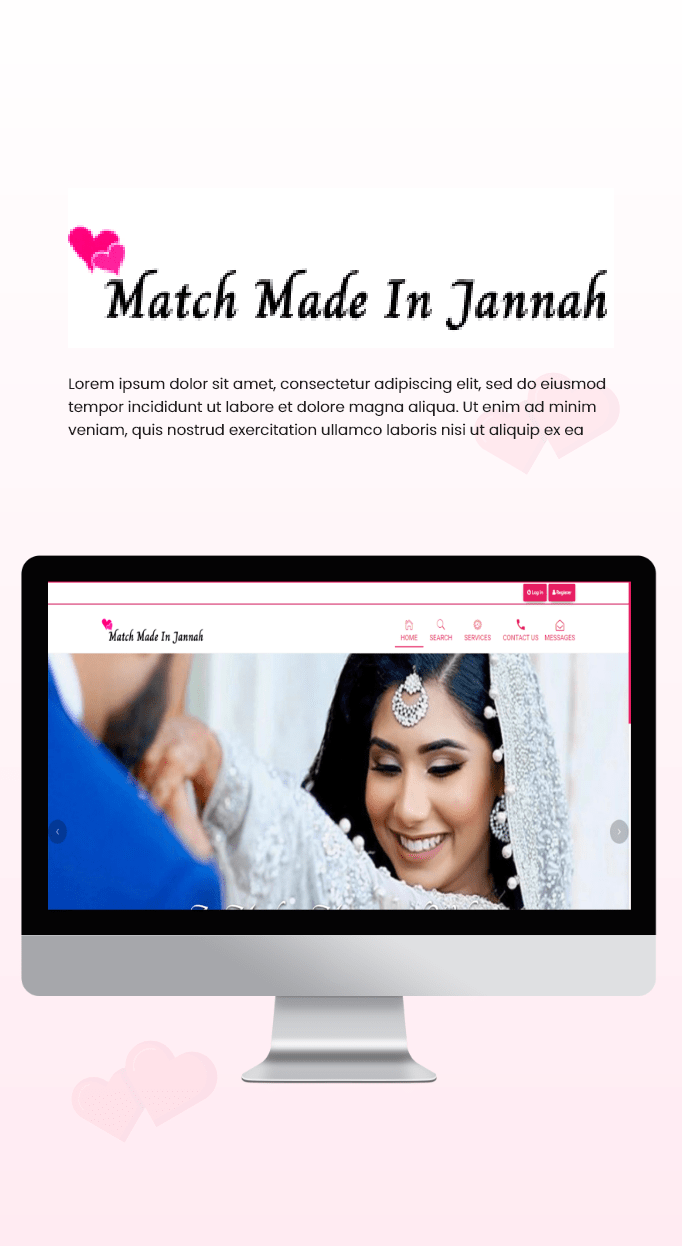 Match Made In Jannah
Lorem ipsum dolor sit amet, consectetur adipiscing elit, sed do eiusmod
tempor incididunt ut labore et dolore magna aliqua. Ut enim ad minim
veniam, quis nostrud exercitation ullamco laboris nisi ut aliquip ex ea
Log In Register
Match Made In Jannah
HOME SEARCH SERVICES CONTACT US MESSAGES